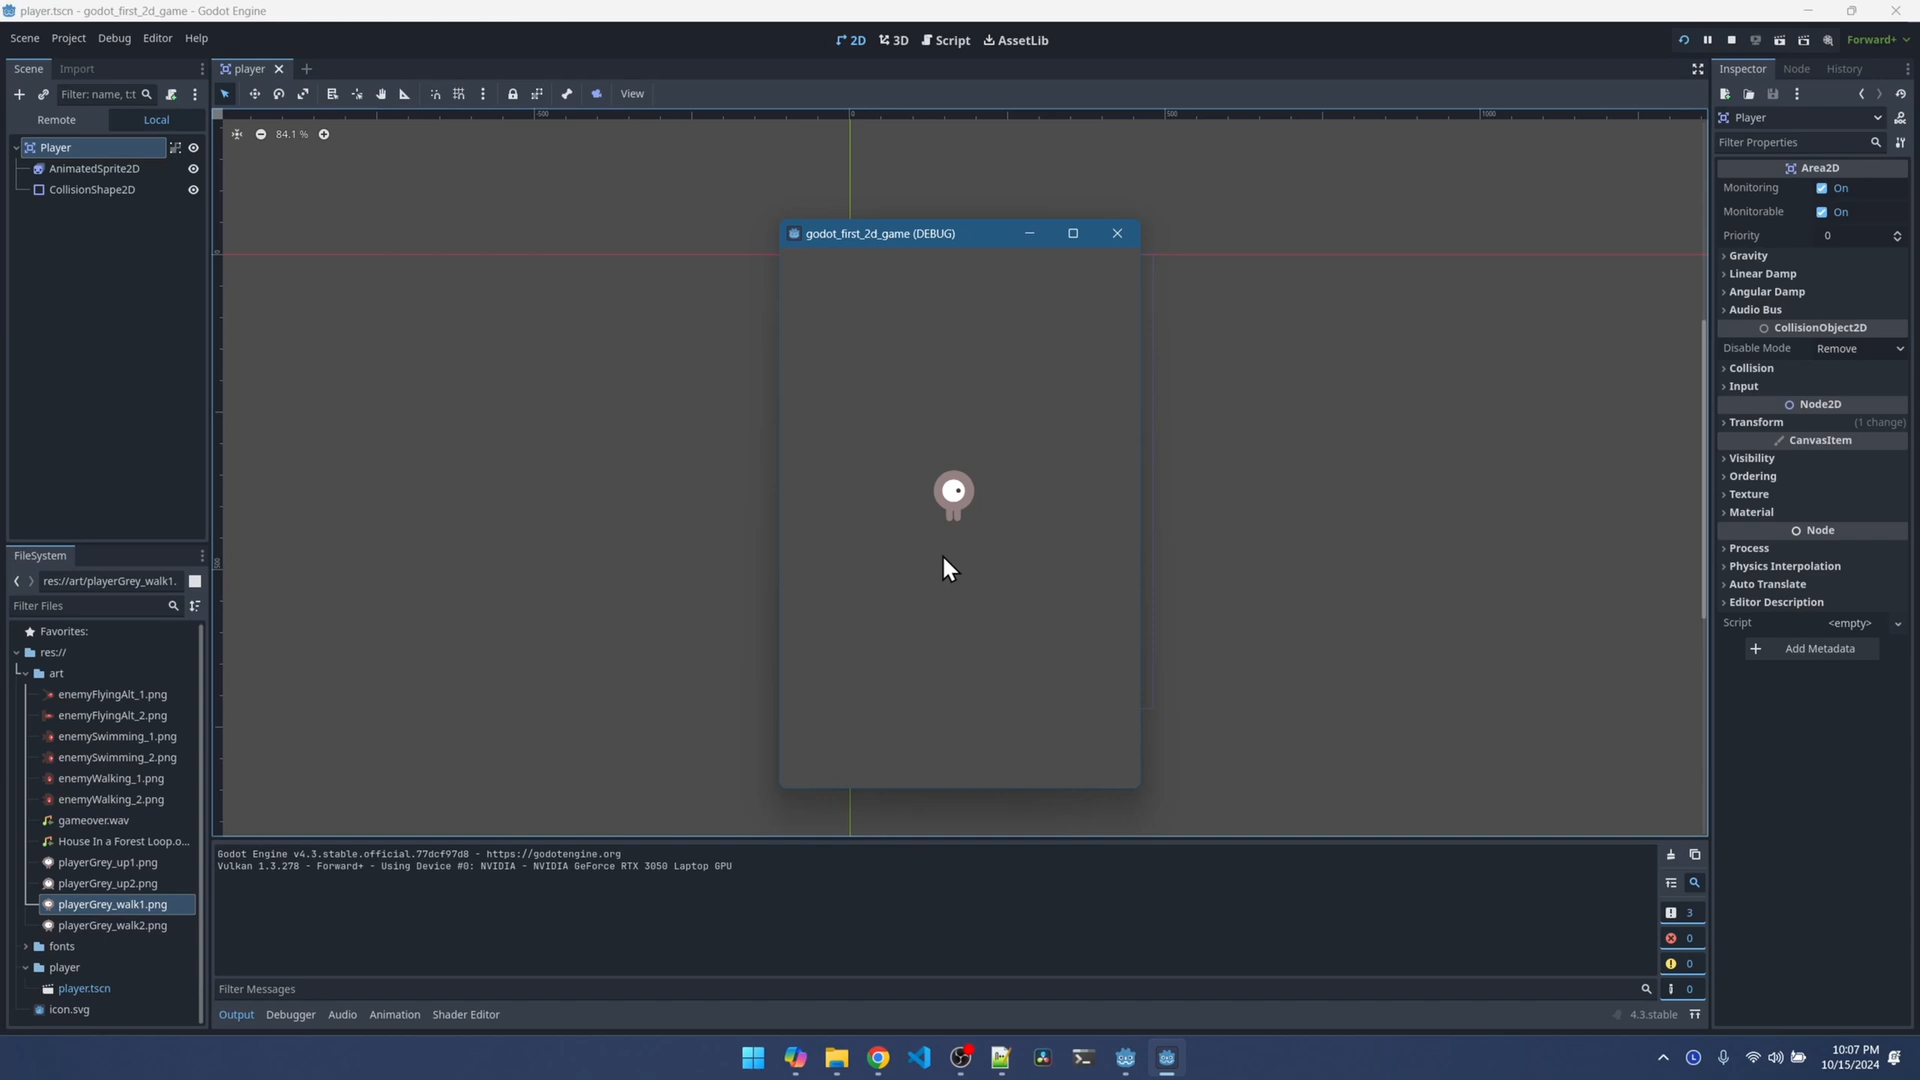 player.tscn - godot_first_2d_game - Godot Engine
Scene Project Debug Editor Help
2D 3D Script AssetLib
Forward+
Scene Import
player
Inspector Node History
Filter: name, t:t
View
Remote Local
Player
84.1 %
-500 0 500 1000
Player
AnimatedSprite2D
CollisionShape2D
Filter Properties
Area2D
Monitoring On
Monitorable On
Priority 0
Gravity
Linear Damp
Angular Damp
Audio Bus
CollisionObject2D
Disable Mode Remove
Collision
Input
Node2D
Transform (1 change)
CanvasItem
Visibility
Ordering
Texture
Material
Node
Process
Physics Interpolation
Auto Translate
Editor Description
Script <empty>
Add Metadata
0
500
godot_first_2d_game (DEBUG)
FileSystem
res://art/playerGrey_walk1.
Filter Files
Favorites:
res://
art
enemyFlyingAlt_1.png
enemyFlyingAlt_2.png
enemySwimming_1.png
enemySwimming_2.png
enemyWalking_1.png
enemyWalking_2.png
gameover.wav
House In a Forest Loop.o...
playerGrey_up1.png
playerGrey_up2.png
playerGrey_walk1.png
playerGrey_walk2.png
fonts
player
player.tscn
icon.svg
Godot Engine v4.3.stable.official.77dcf97d8 - https://godotengine.org
Vulkan 1.3.278 - Forward+ - Using Device #0: NVIDIA - NVIDIA GeForce RTX 3050 Laptop GPU
3
0
0
0
Filter Messages
Output Debugger Audio Animation Shader Editor
4.3.stable
10:07 PM
10/15/2024